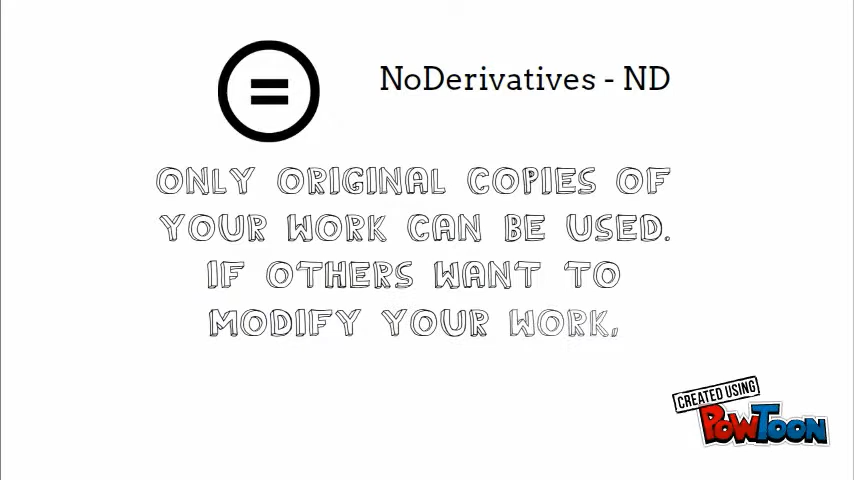 NoDerivatives - ND
ONLY ORIGINAL COPIES OF
YOUR WORK CAN BE USED.
IF OTHERS WANT TO
MODIFY YOUR WORK,
CREATED USING
POWTOON